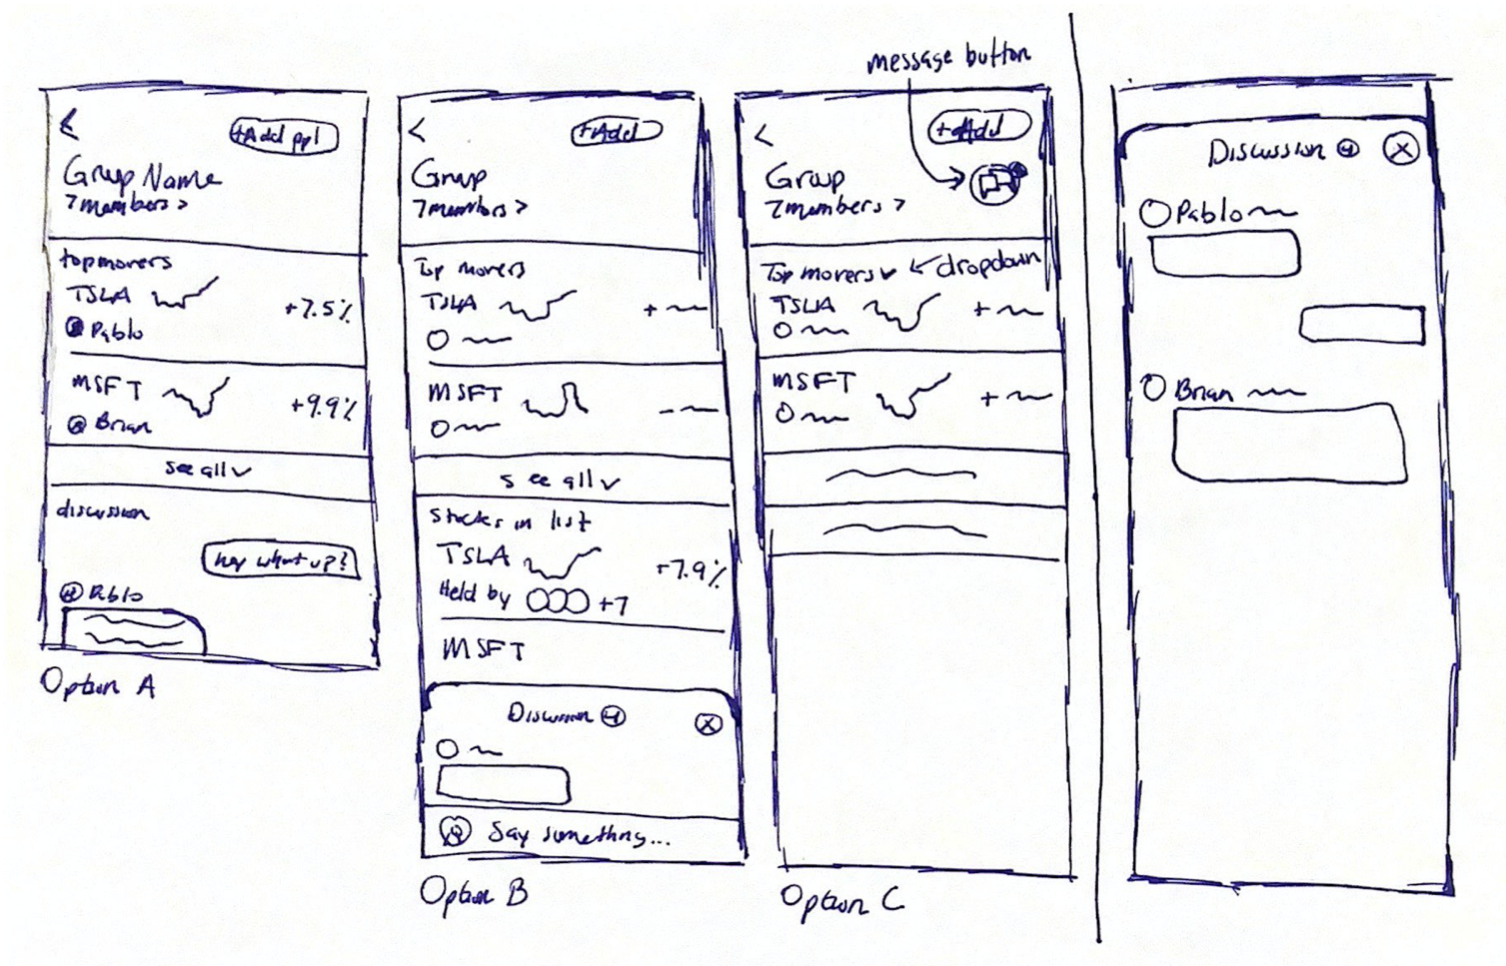 <
+Add ppl
Group Name
7 members >
top movers
TSLA
+7.5%
Pablo
MSFT
+9.9%
Brian
see all
discussion
hey what up?
Pablo
Option A
<
+Add
Group
7 members >
Top movers
TSLA
+
MSFT
-
see all
Stocks in list
TSLA
+7.9%
Held by
+7
MSFT
Discussion
X
Say something...
Option B
message button
<
+Add
Group
7 members >
Top movers
dropdown
TSLA
+
MSFT
+
Option C
Discussion
X
Pablo
Brian